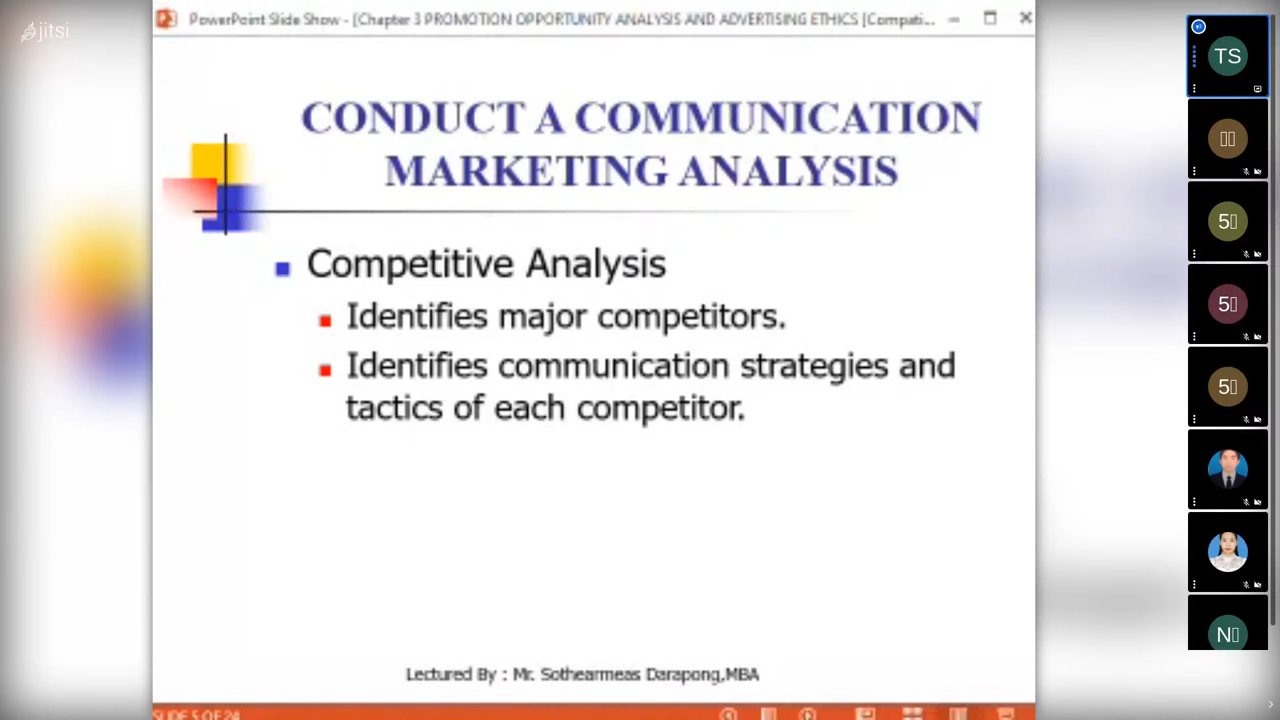 jitsi
PowerPoint Slide Show - [Chapter 3 PROMOTION OPPORTUNITY ANALYSIS AND ADVERTISING ETHICS [Compati...
CONDUCT A COMMUNICATION
MARKETING ANALYSIS
Competitive Analysis
Identifies major competitors.
Identifies communication strategies and
tactics of each competitor.
Lectured By : Mr. Sothearmeas Darapong,MBA
SLIDE 5 OF 24
TS
5
5
5
N